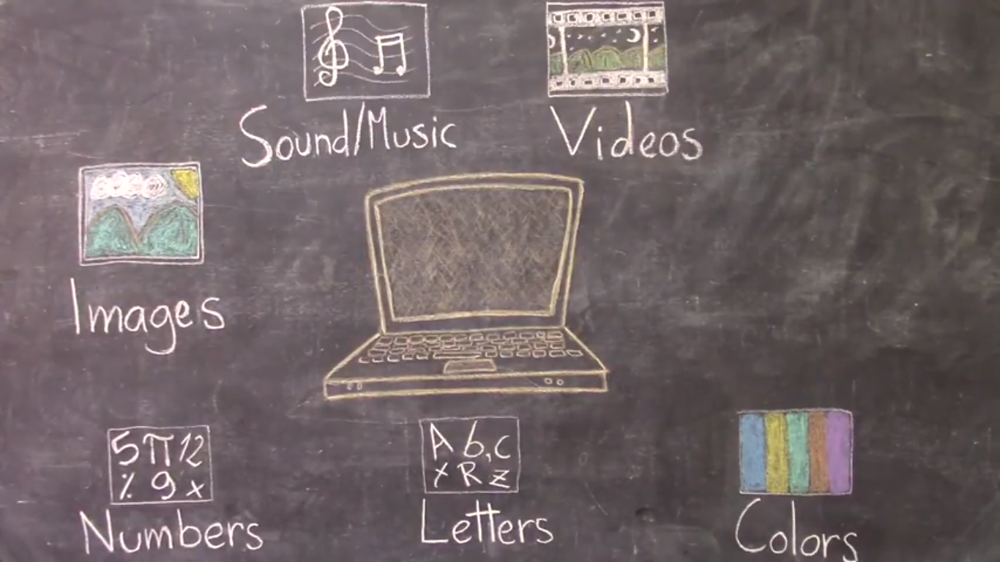 Sound/Music
Videos
Images
5 π 12
٪ 9 x
A b,c
Y R z
Numbers
Letters
Colors